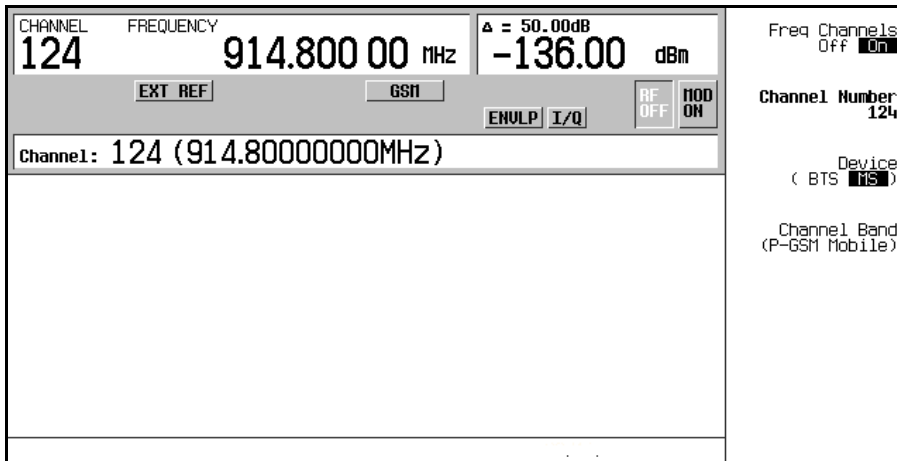 CHANNEL FREQUENCY Δ = 50.00dB
124 914.800 00 MHz -136.00 dBm
EXT REF GSM
ENVLP I/Q RF OFF MOD ON
Channel: 124 (914.80000000MHz)
Freq Channels
Off On
Channel Number
124
Device
( BTS MS )
Channel Band
(P-GSM Mobile)